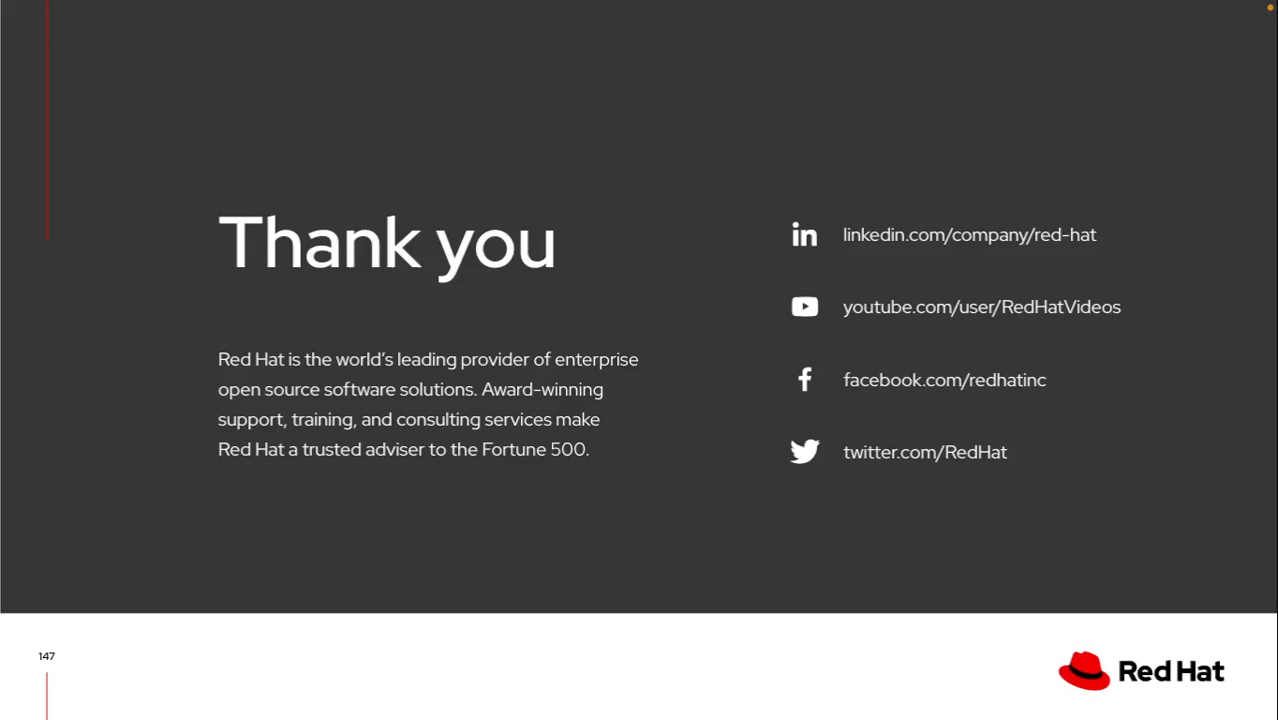 Thank you
Red Hat is the world’s leading provider of enterprise
open source software solutions. Award-winning
support, training, and consulting services make
Red Hat a trusted adviser to the Fortune 500.
linkedin.com/company/red-hat
youtube.com/user/RedHatVideos
facebook.com/redhatinc
twitter.com/RedHat
147
Red Hat